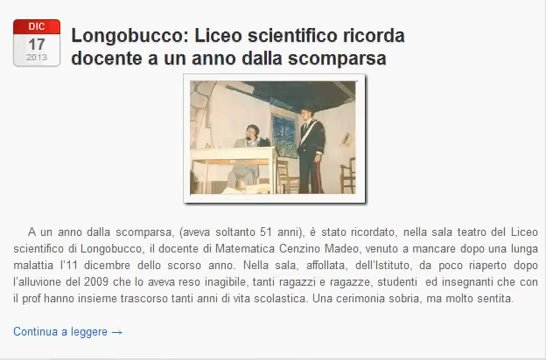 DIC
17
2013
Longobucco: Liceo scientifico ricorda
docente a un anno dalla scomparsa
A un anno dalla scomparsa, (aveva soltanto 51 anni), è stato ricordato, nella sala teatro del Liceo
scientifico di Longobucco, il docente di Matematica Cenzino Madeo, venuto a mancare dopo una lunga
malattia l'11 dicembre dello scorso anno. Nella sala, affollata, dell'Istituto, da poco riaperto dopo
l'alluvione del 2009 che lo aveva reso inagibile, tanti ragazzi e ragazze, studenti ed insegnanti che con
il prof hanno insieme trascorso tanti anni di vita scolastica. Una cerimonia sobria, ma molto sentita.
Continua a leggere →